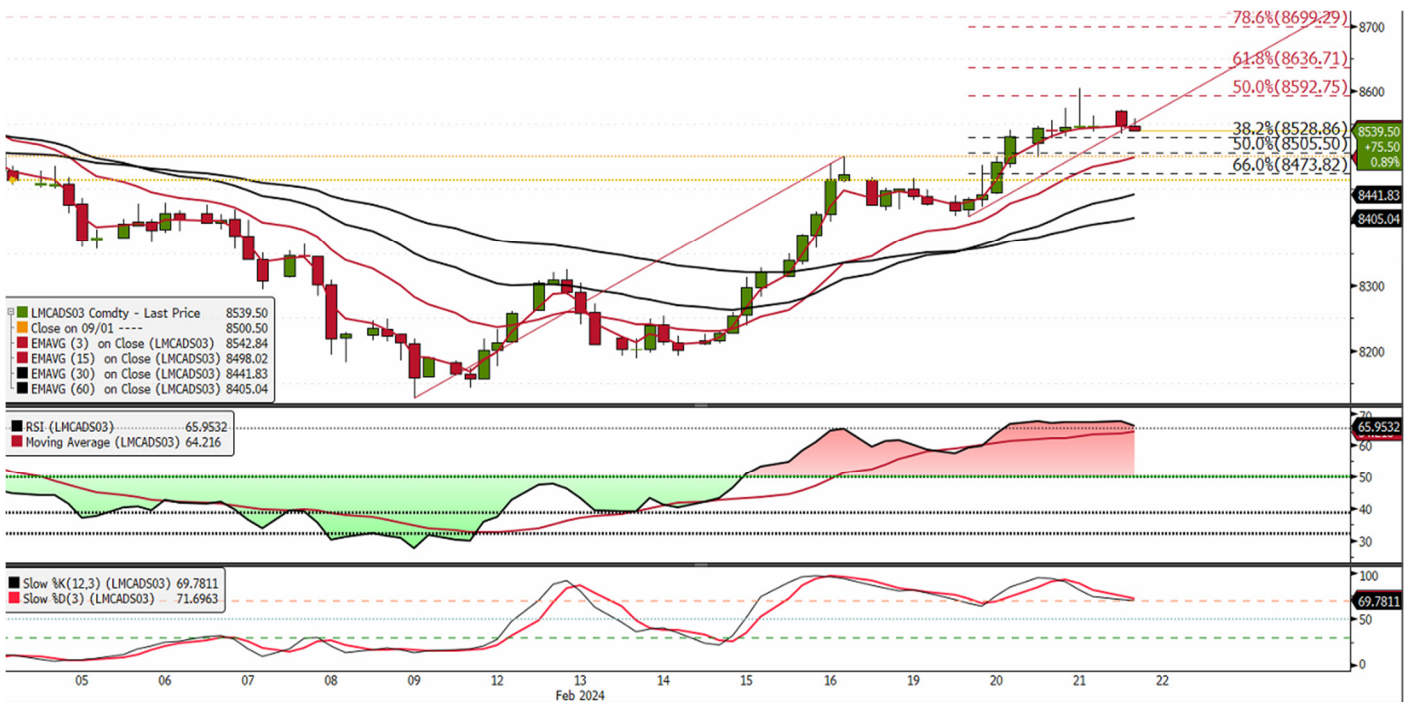 78.6%(8699.29)
8700
61.8%(8636.71)
8600
50.0%(8592.75)
38.2%(8528.86)
8539.50
+75.50
0.89%
50.0%(8505.50)
66.0%(8473.82)
8441.83
8405.04
8300
8200
LMCADS03 Comdty - Last Price 8539.50
Close on 09/01 ---- 8500.50
EMAVG (3) on Close (LMCADS03) 8542.84
EMAVG (15) on Close (LMCADS03) 8498.02
EMAVG (30) on Close (LMCADS03) 8441.83
EMAVG (60) on Close (LMCADS03) 8405.04
RSI (LMCADS03) 65.9532
Moving Average (LMCADS03) 64.216
70
65.9532
60
50
40
30
Slow %K(12,3) (LMCADS03) 69.7811
Slow %D(3) (LMCADS03) 71.6963
100
69.7811
50
0
05 06 07 08 09 12 13 14 15 16 19 20 21 22
Feb 2024